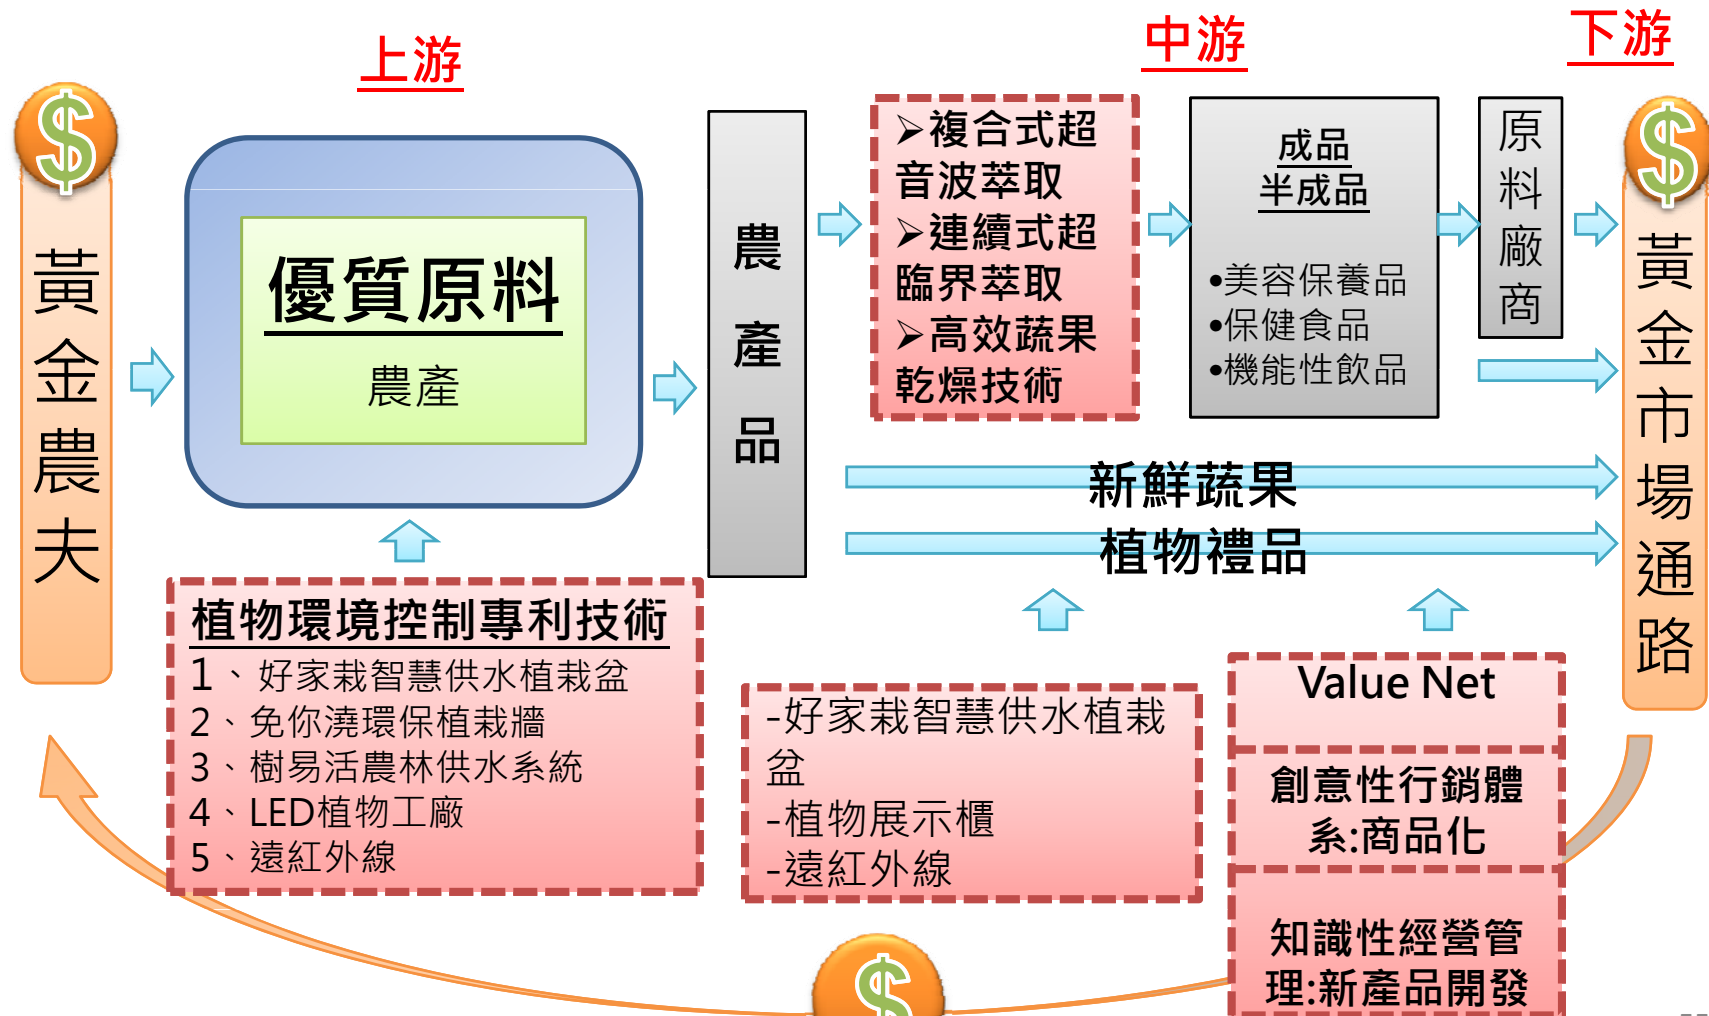 上游
中游
下游
$
$
黃金農夫
優質原料
農產
農產品
➢複合式超
音波萃取
➢連續式超
臨界萃取
➢高效蔬果
乾燥技術
成品
半成品
•美容保養品
•保健食品
•機能性飲品
原料廠商
黃金市場通路
新鮮蔬果
植物禮品
植物環境控制專利技術
1、好家栽智慧供水植栽盆
2、免你澆環保植栽牆
3、樹易活農林供水系統
4、LED植物工廠
5、遠紅外線
-好家栽智慧供水植栽
盆
-植物展示櫃
-遠紅外線
Value Net
創意性行銷體
系:商品化
知識性經營管
理:新產品開發
$